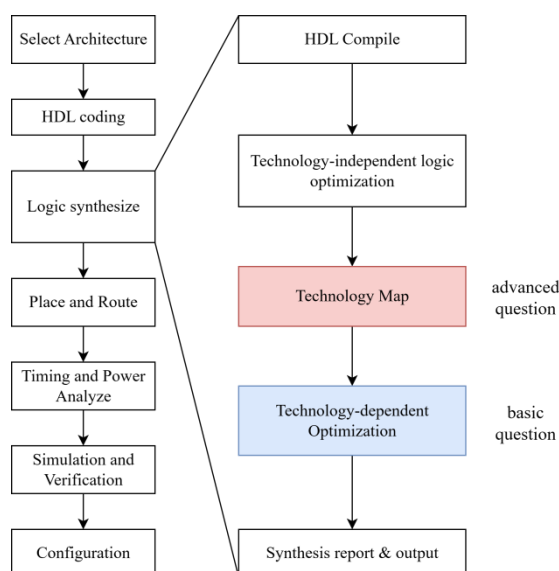 Select Architecture
HDL coding
Logic synthesize
Place and Route
Timing and Power
Analyze
Simulation and
Verification
Configuration
HDL Compile
Technology-independent logic
optimization
Technology Map
advanced
question
Technology-dependent
Optimization
basic
question
Synthesis report & output